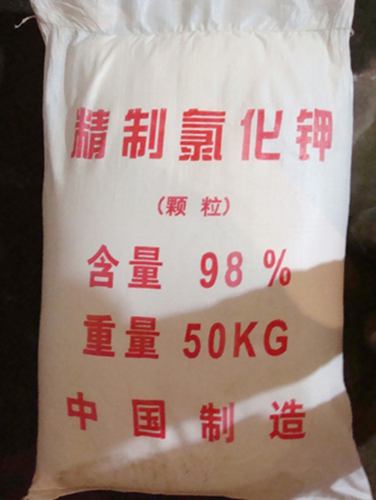 精制氯化钾
（颗粒）
含量 98%
重量 50KG
中国制造